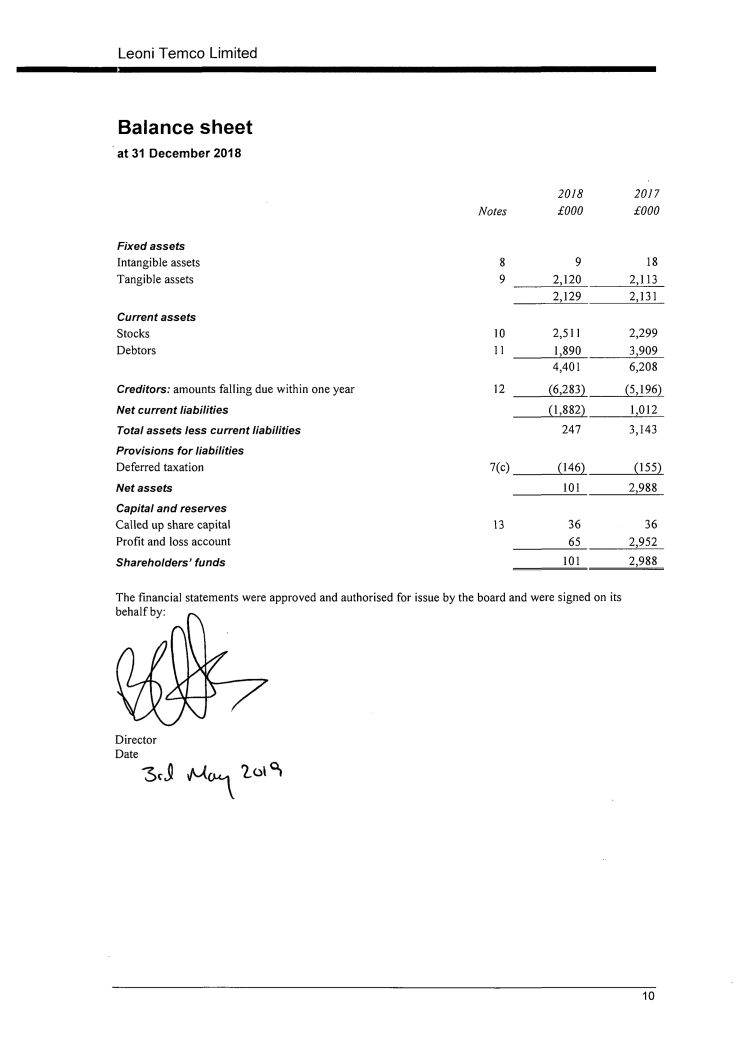 Leoni Temco Limited
Balance sheet
at 31 December 2018
2018 2017
Notes £000 £000
Fixed assets
Intangible assets 8 9 18
Tangible assets 9 2,120 2,113
2,129 2,131
Current assets
Stocks 10 2,511 2,299
Debtors 11 1,890 3,909
4,401 6,208
Creditors: amounts falling due within one year 12 (6,283) (5,196)
Net current liabilities (1,882) 1,012
Total assets less current liabilities 247 3,143
Provisions for liabilities
Deferred taxation 7(c) (146) (155)
Net assets 101 2,988
Capital and reserves
Called up share capital 13 36 36
Profit and loss account 65 2,952
Shareholders' funds 101 2,988
The financial statements were approved and authorised for issue by the board and were signed on its
behalf by:
Director
Date
3rd May 2019
10